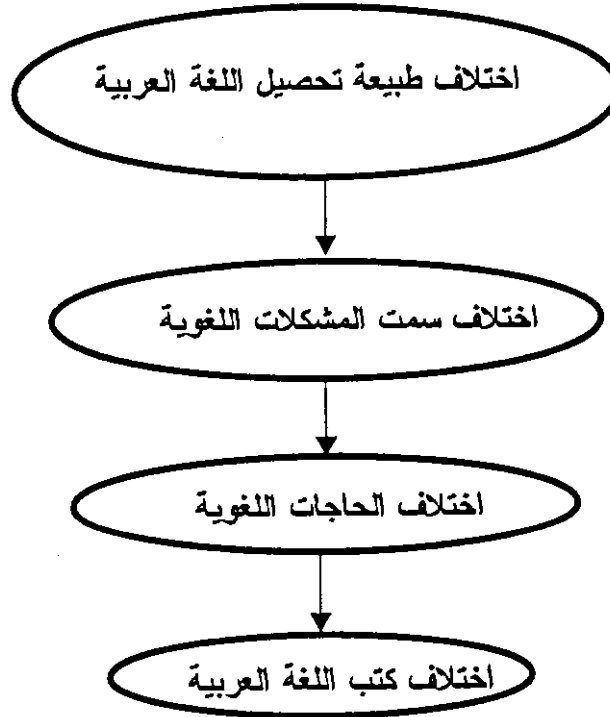 اختلاف طبيعة تحصيل اللغة العربية
اختلاف سمت المشكلات اللغوية
اختلاف الحاجات اللغوية
اختلاف كتب اللغة العربية